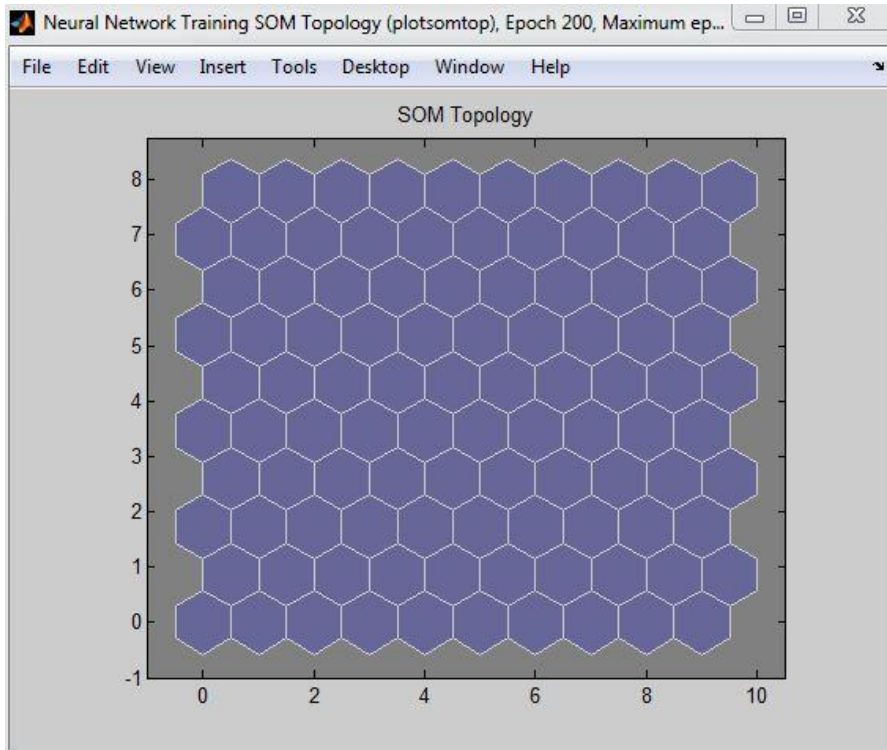 Neural Network Training SOM Topology (plotsomtop), Epoch 200, Maximum ep...
File Edit View Insert Tools Desktop Window Help
SOM Topology
8
7
6
5
4
3
2
1
0
-1
0 2 4 6 8 10